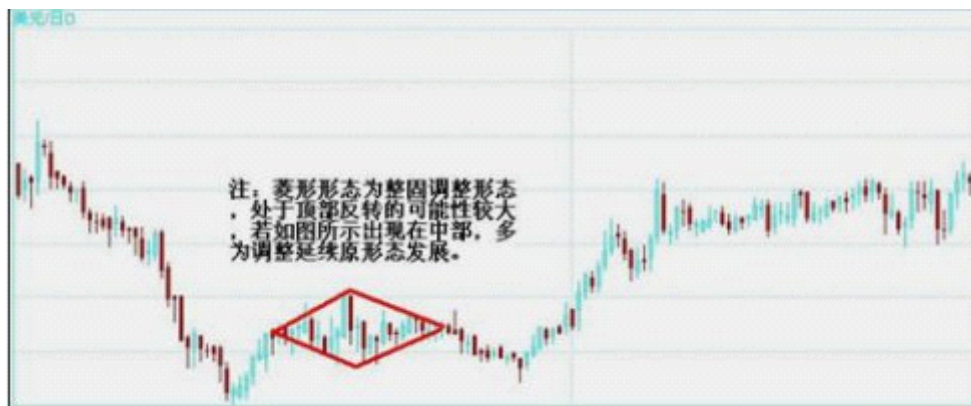 美元/日D
注：菱形形态为整固调整形态
，处于顶部反转的可能性较大
，若如图所示出现在中部，多
为调整延续原形态发展。